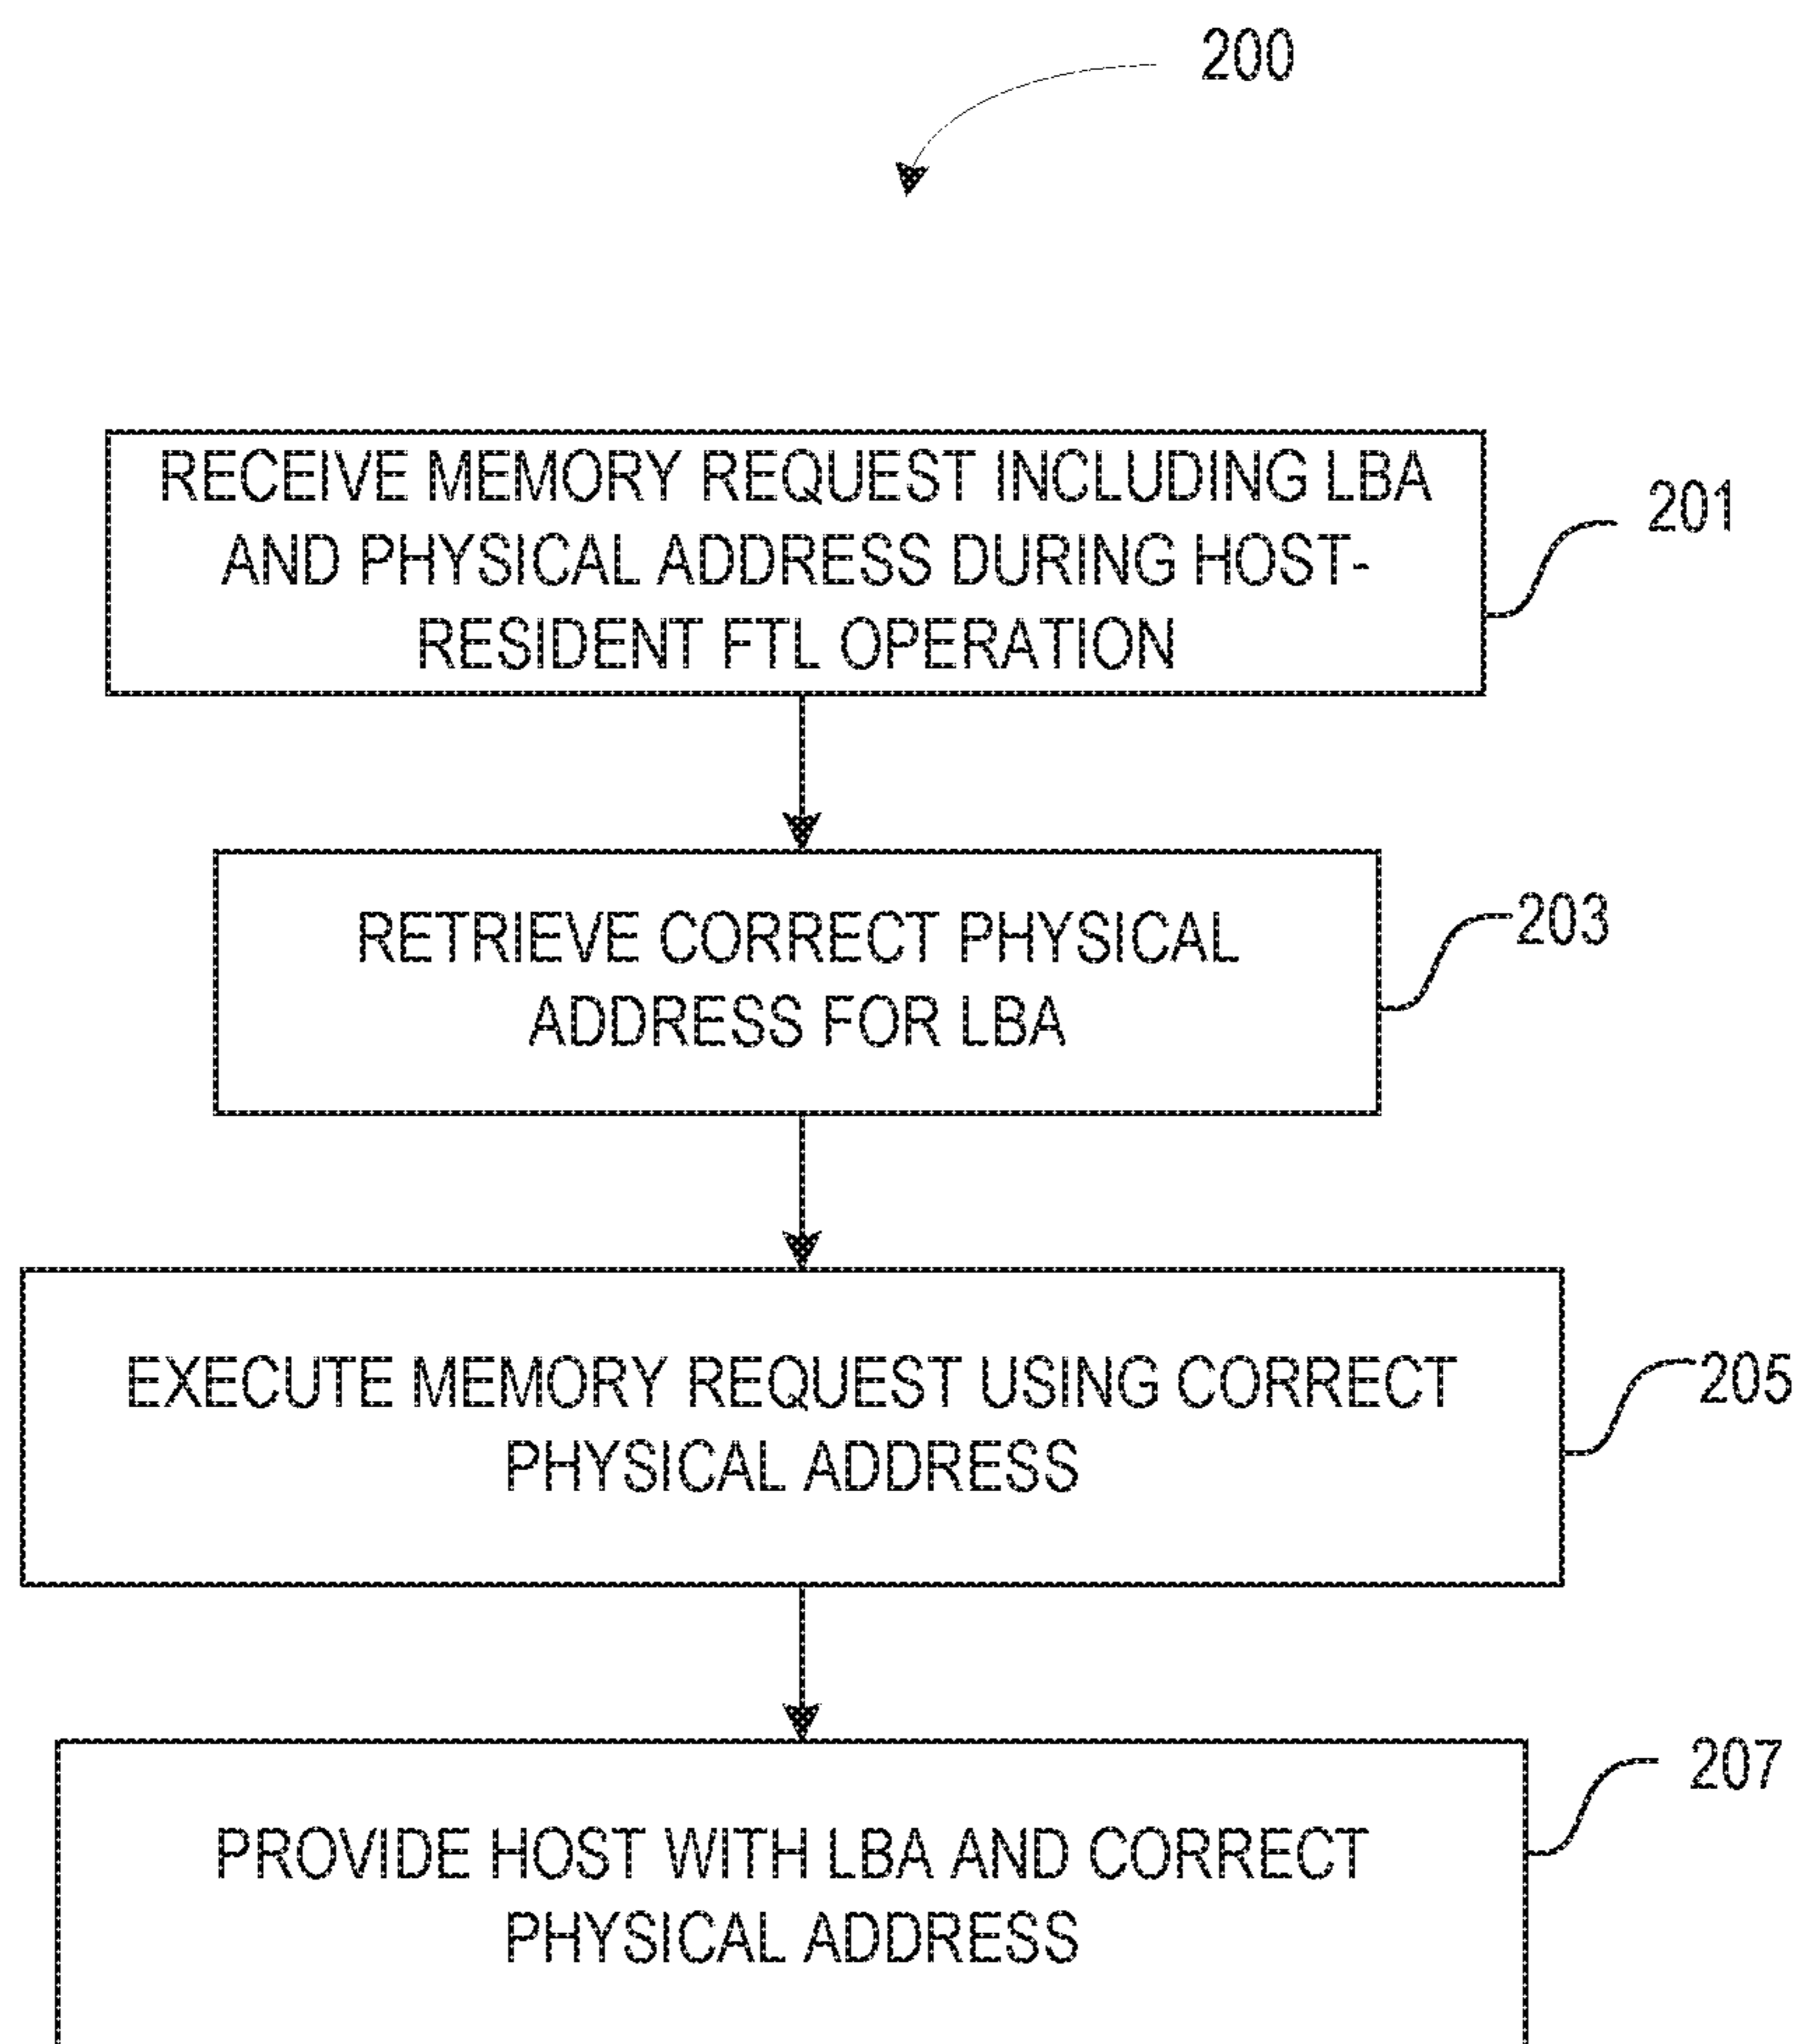 200
RECEIVE MEMORY REQUEST INCLUDING LBA
AND PHYSICAL ADDRESS DURING HOST-
RESIDENT FTL OPERATION
201
RETRIEVE CORRECT PHYSICAL
ADDRESS FOR LBA
203
EXECUTE MEMORY REQUEST USING CORRECT
PHYSICAL ADDRESS
205
PROVIDE HOST WITH LBA AND CORRECT
PHYSICAL ADDRESS
207